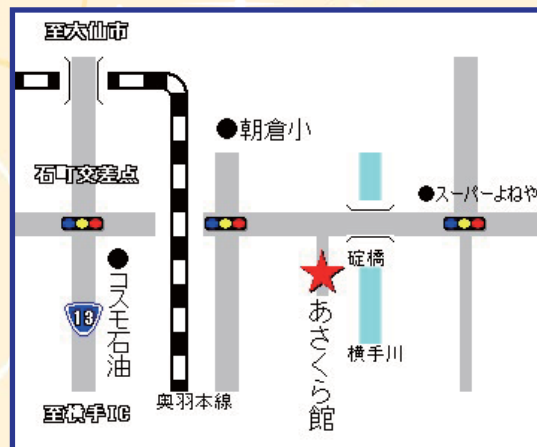 至大仙市
朝倉小
石町交差点
スーパーよねや
碇橋
コスモ石油
13
あさくら館
横手川
奥羽本線
至横手IC